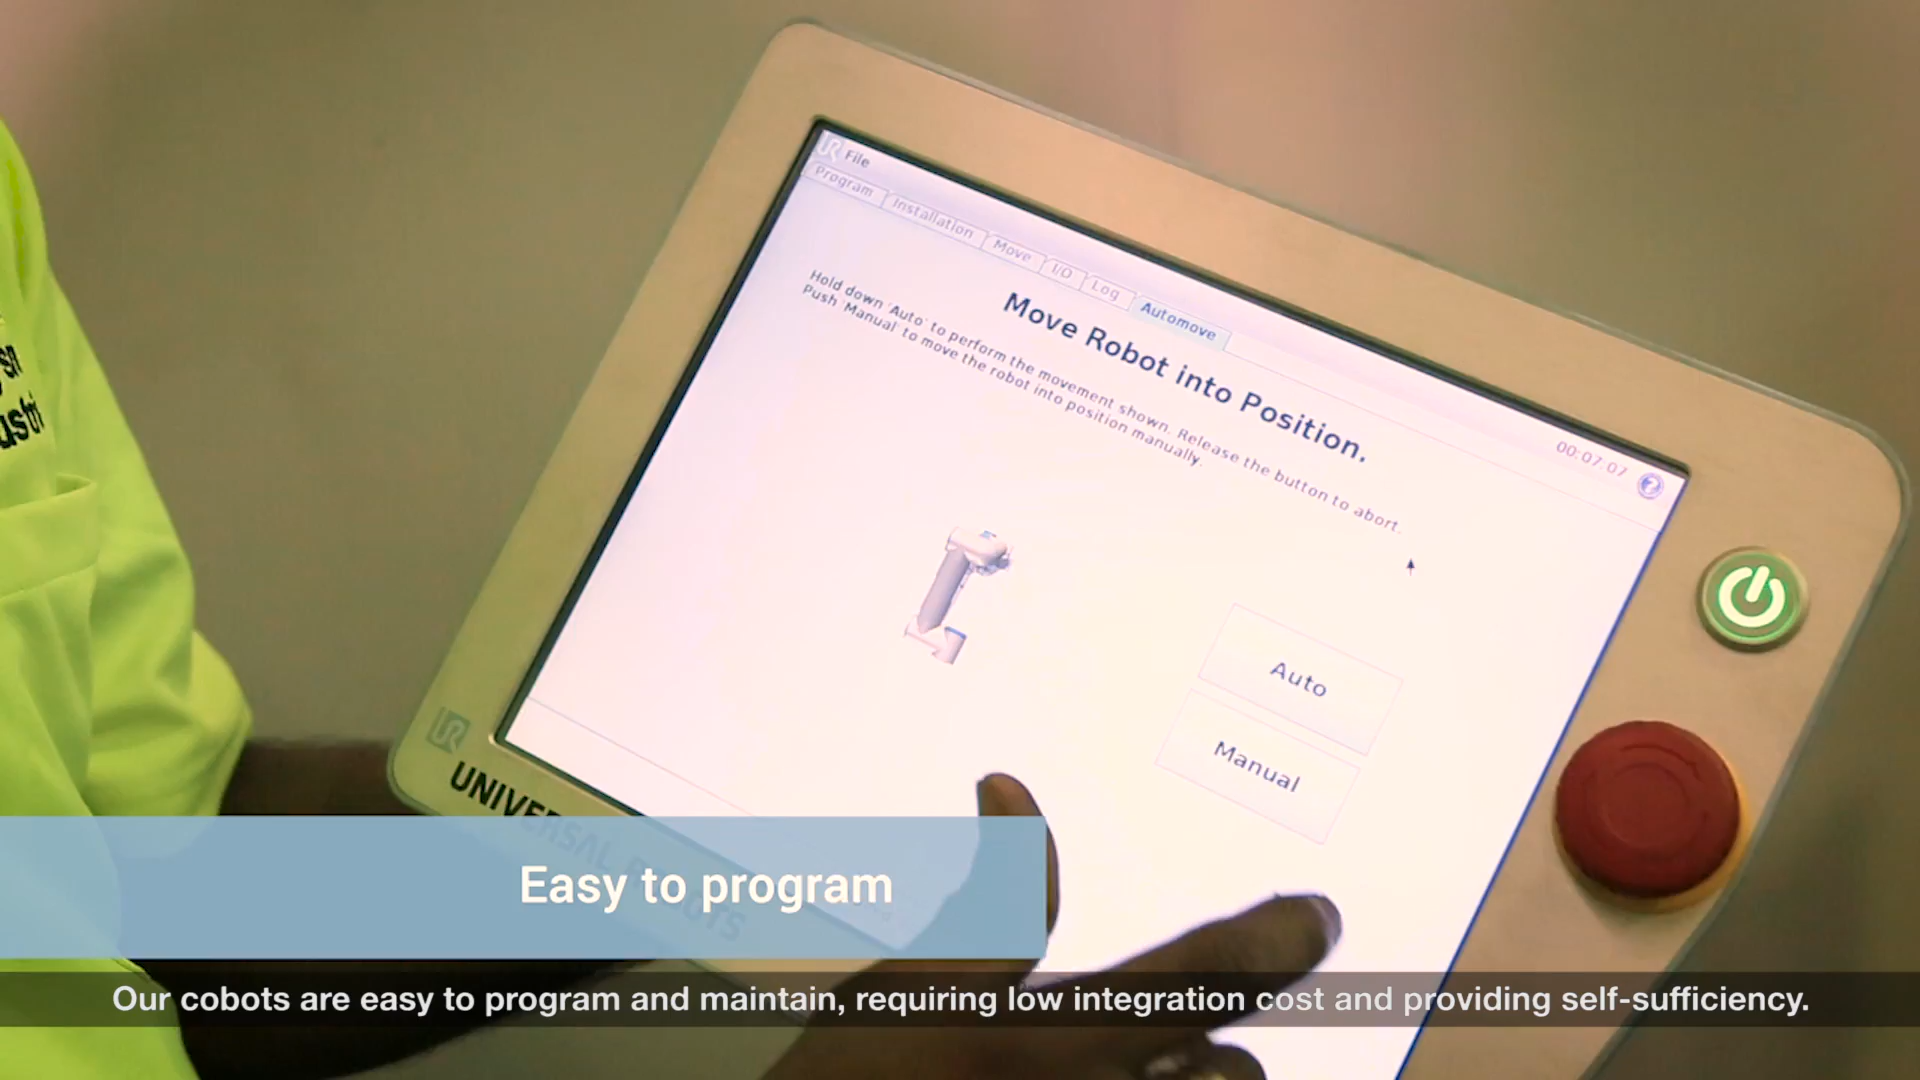 UR File
Program Installation Move I/O Log Automove
00:07:07 ?
Move Robot into Position.
Hold down 'Auto' to perform the movement shown. Release the button to abort.
Push 'Manual' to move the robot into position manually.
Auto
Manual
UR
UNIVERSAL ROBOTS
Easy to program
Our cobots are easy to program and maintain, requiring low integration cost and providing self-sufficiency.